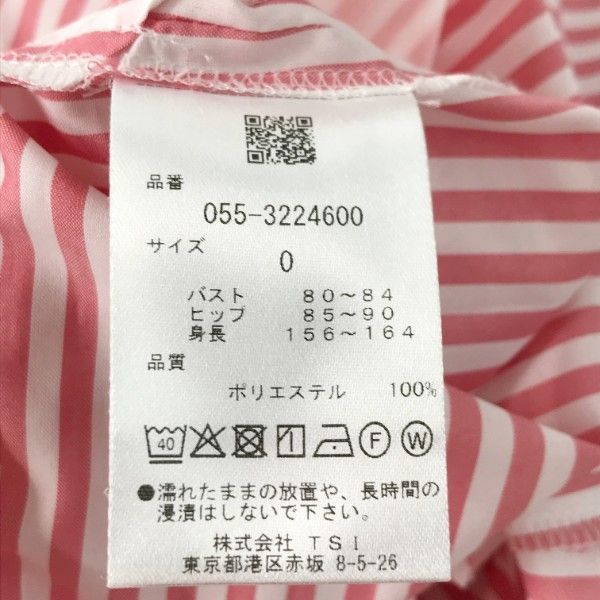 品番
055-3224600
サイズ
0
バスト 80～84
ヒップ 85～90
身長 156～164
品質
ポリエステル 100%
40 F W
●濡れたままの放置や、長時間の
浸漬はしないで下さい。
株式会社 TSI
東京都港区赤坂 8-5-26